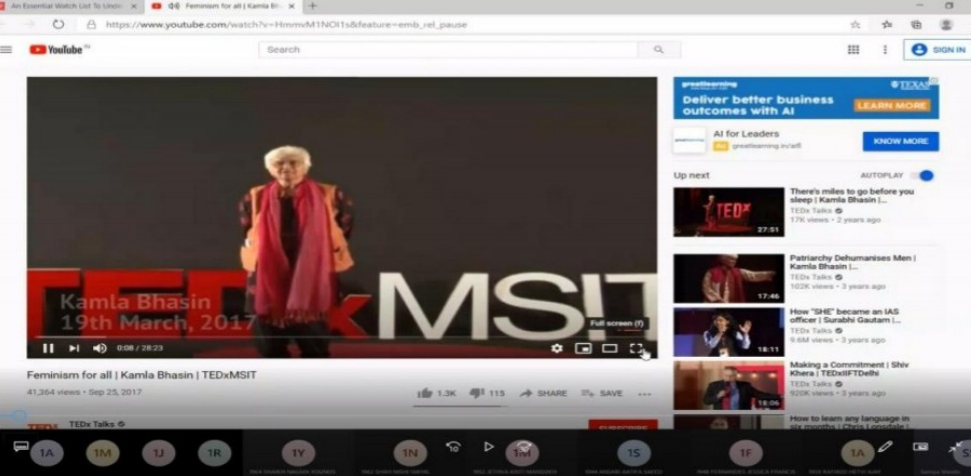 An Essential Watch List To Unde
Feminism for all | Kamla Bh
https://www.youtube.com/watch?v=HmmvM1NOI1s&feature=emb_rel_pause
YouTube IN
Search
SIGN IN
TEDxMSIT
Kamla Bhasin
19th March, 2017
Full screen (f)
0:08 / 28:23
Feminism for all | Kamla Bhasin | TEDxMSIT
41,364 views • Sep 25, 2017
1.3K
115
SHARE
SAVE
TEDx Talks
SUBSCRIBE
greatlearning
TEXAS
Deliver better business
outcomes with AI
LEARN MORE
AI for Leaders
Ad
KNOW MORE
Up next
AUTOPLAY
TEDx
27:51
There's miles to go before you
sleep | Kamla Bhasin |...
TEDx Talks
17K views • 2 years ago
17:46
Patriarchy Dehumanises Men |
Kamla Bhasin |...
TEDx Talks
102K views • 3 years ago
18:11
How "SHE" became an IAS
officer | Surabhi Gautam |...
TEDx Talks
9.6M views • 3 years ago
18:06
Making a Commitment | Shiv
Khera | TEDxIIFTDelhi
TEDx Talks
920K views • 3 years ago
How to learn any language in
six months | Chris Lonsdale |
1A
1M
1J
1R
1Y
1N
10
1M
1S
1F
1A